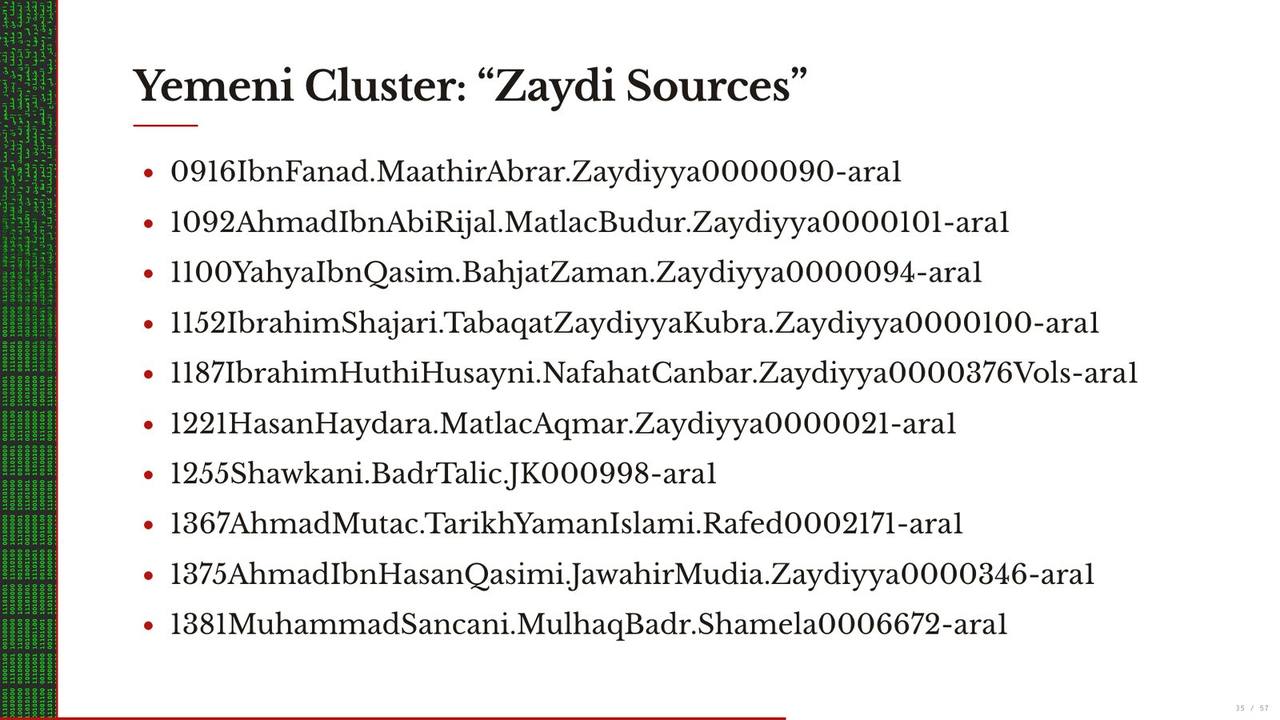 Yemeni Cluster: “Zaydi Sources”
• 0916IbnFanad.MaathirAbrar.Zaydiyya0000090-ara1
• 1092AhmadIbnAbiRijal.MatlacBudur.Zaydiyya0000101-ara1
• 1100YahyaIbnQasim.BahjatZaman.Zaydiyya0000094-ara1
• 1152IbrahimShajari.TabaqatZaydiyyaKubra.Zaydiyya0000100-ara1
• 1187IbrahimHuthiHusayni.NafahatCanbar.Zaydiyya0000376Vols-ara1
• 1221HasanHaydara.MatlacAqmar.Zaydiyya0000021-ara1
• 1255Shawkani.BadrTalic.JK000998-ara1
• 1367AhmadMutac.TarikhYamanIslami.Rafed0002171-ara1
• 1375AhmadIbnHasanQasimi.JawahirMudia.Zaydiyya0000346-ara1
• 1381MuhammadSancani.MulhaqBadr.Shamela0006672-ara1
35 / 57